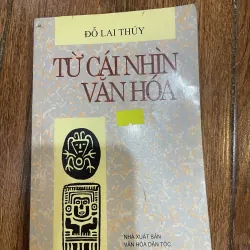 ĐỖ LAI THÚY
TỪ CÁI NHÌN
VĂN HÓA
NHÀ XUẤT BẢN
VĂN HÓA DÂN TỘC